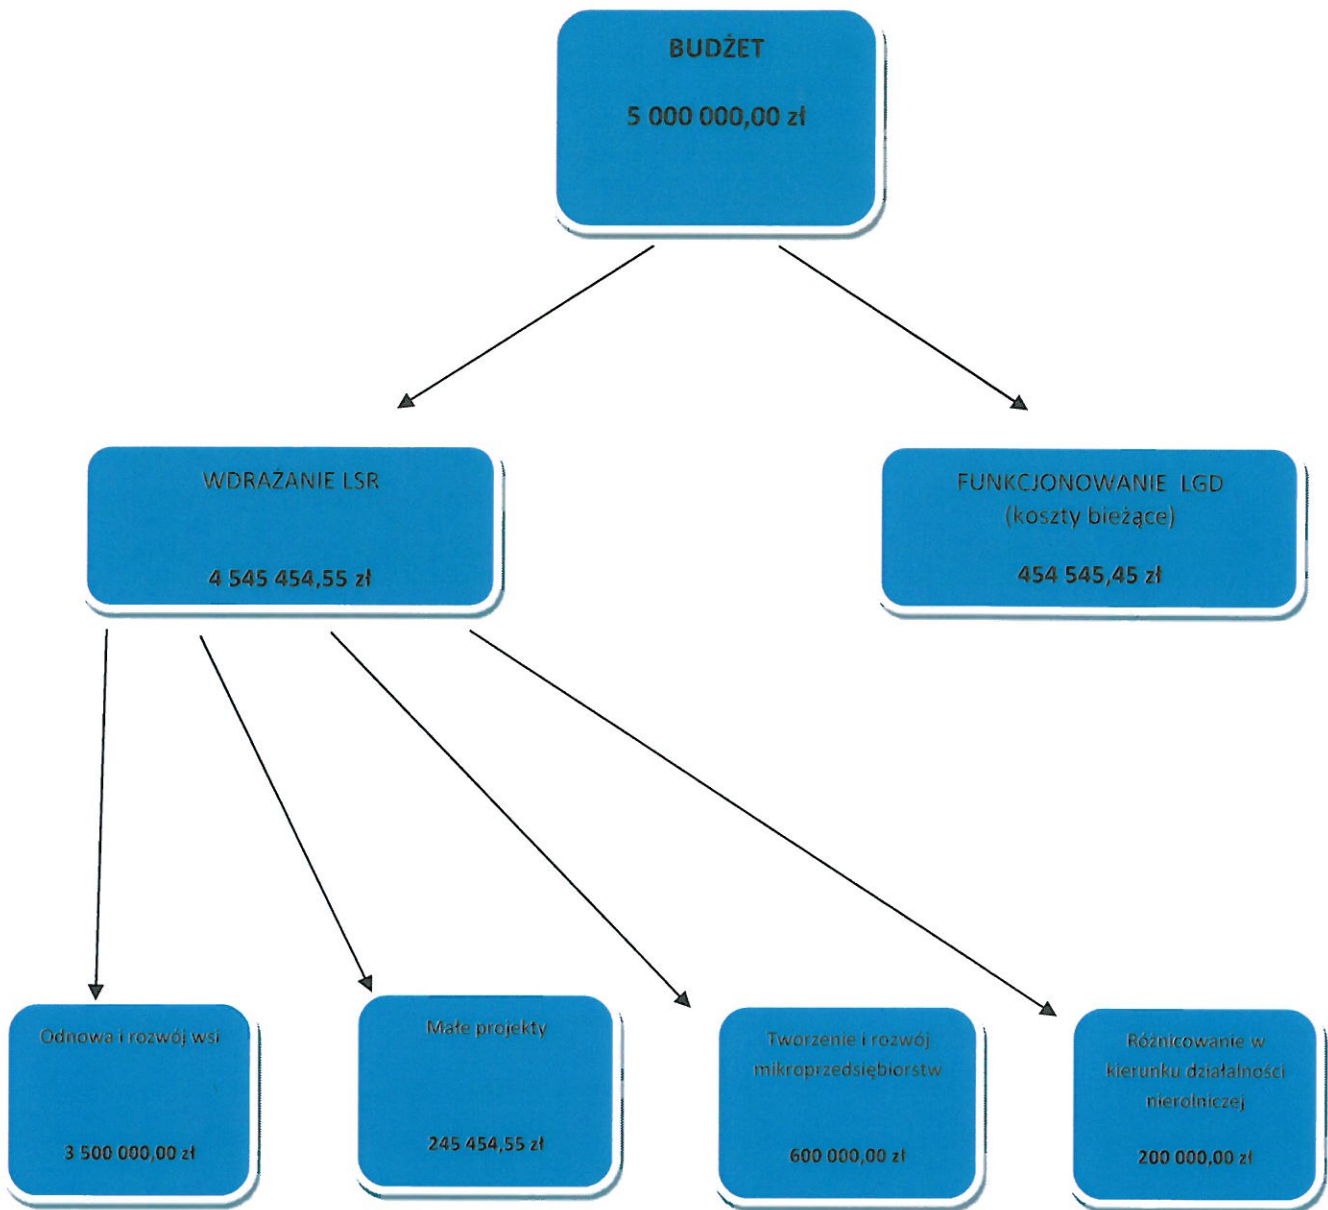 BUDŻET
5 000 000,00 zł
WDRAŻANIE LSR
4 545 454,55 zł
FUNKCJONOWANIE LGD
(koszty bieżące)
454 545,45 zł
Odnowa i rozwój wsi
3 500 000,00 zł
Małe projekty
245 454,55 zł
Tworzenie i rozwój
mikroprzedsiębiorstw
600 000,00 zł
Różnicowanie w
kierunku działalności
nierolniczej
200 000,00 zł